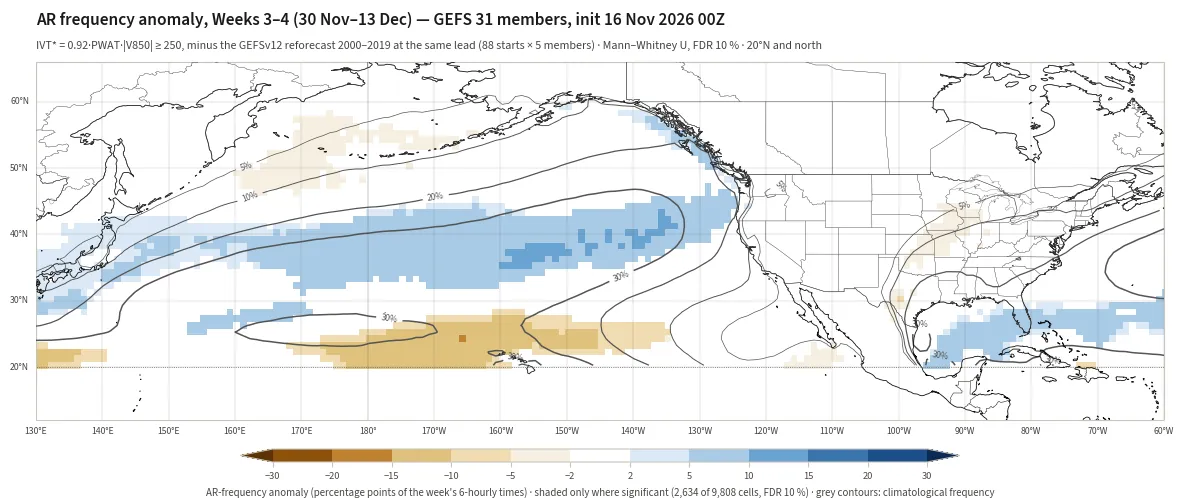 AR frequency anomaly, Weeks 3–4 (30 Nov–13 Dec) — GEFS 31 members, init 16 Nov 2026 00Z
IVT* = 0.92·PWAT·|V850| ≥ 250, minus the GEFSv12 reforecast 2000–2019 at the same lead (88 starts × 5 members) · Mann–Whitney U, FDR 10 % · 20°N and north
60°N
50°N
40°N
30°N
20°N
5%
10%
20%
30%
30%
30%
5%
5%
30%
130°E 140°E 150°E 160°E 170°E 180° 170°W 160°W 150°W 140°W 130°W 120°W 110°W 100°W 90°W 80°W 70°W 60°W
−30 −20 −15 −10 −5 −2 2 5 10 15 20 30
AR-frequency anomaly (percentage points of the week's 6-hourly times) · shaded only where significant (2,634 of 9,808 cells, FDR 10 %) · grey contours: climatological frequency